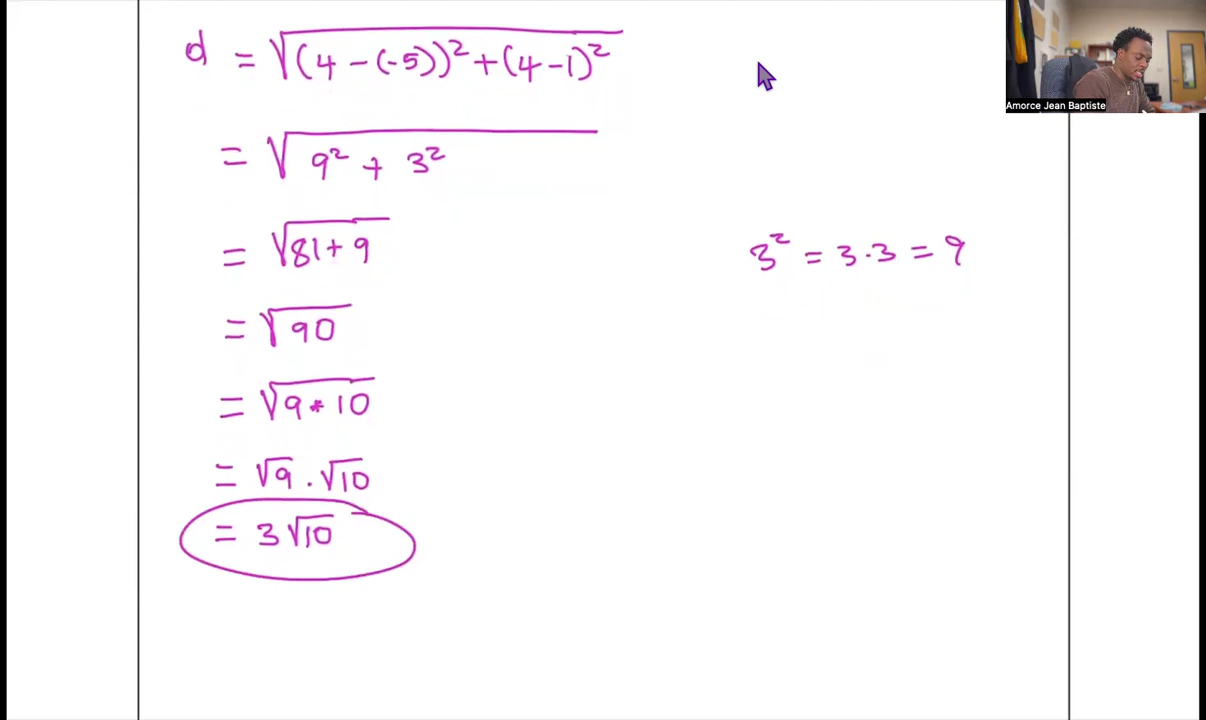 d = √(4 - (-5))² + (4 - 1)²
Amorce Jean Baptiste
= √9² + 3²
= √81 + 9
3² = 3 · 3 = 9
= √90
= √9 * 10
= √9 . √10
= 3√10